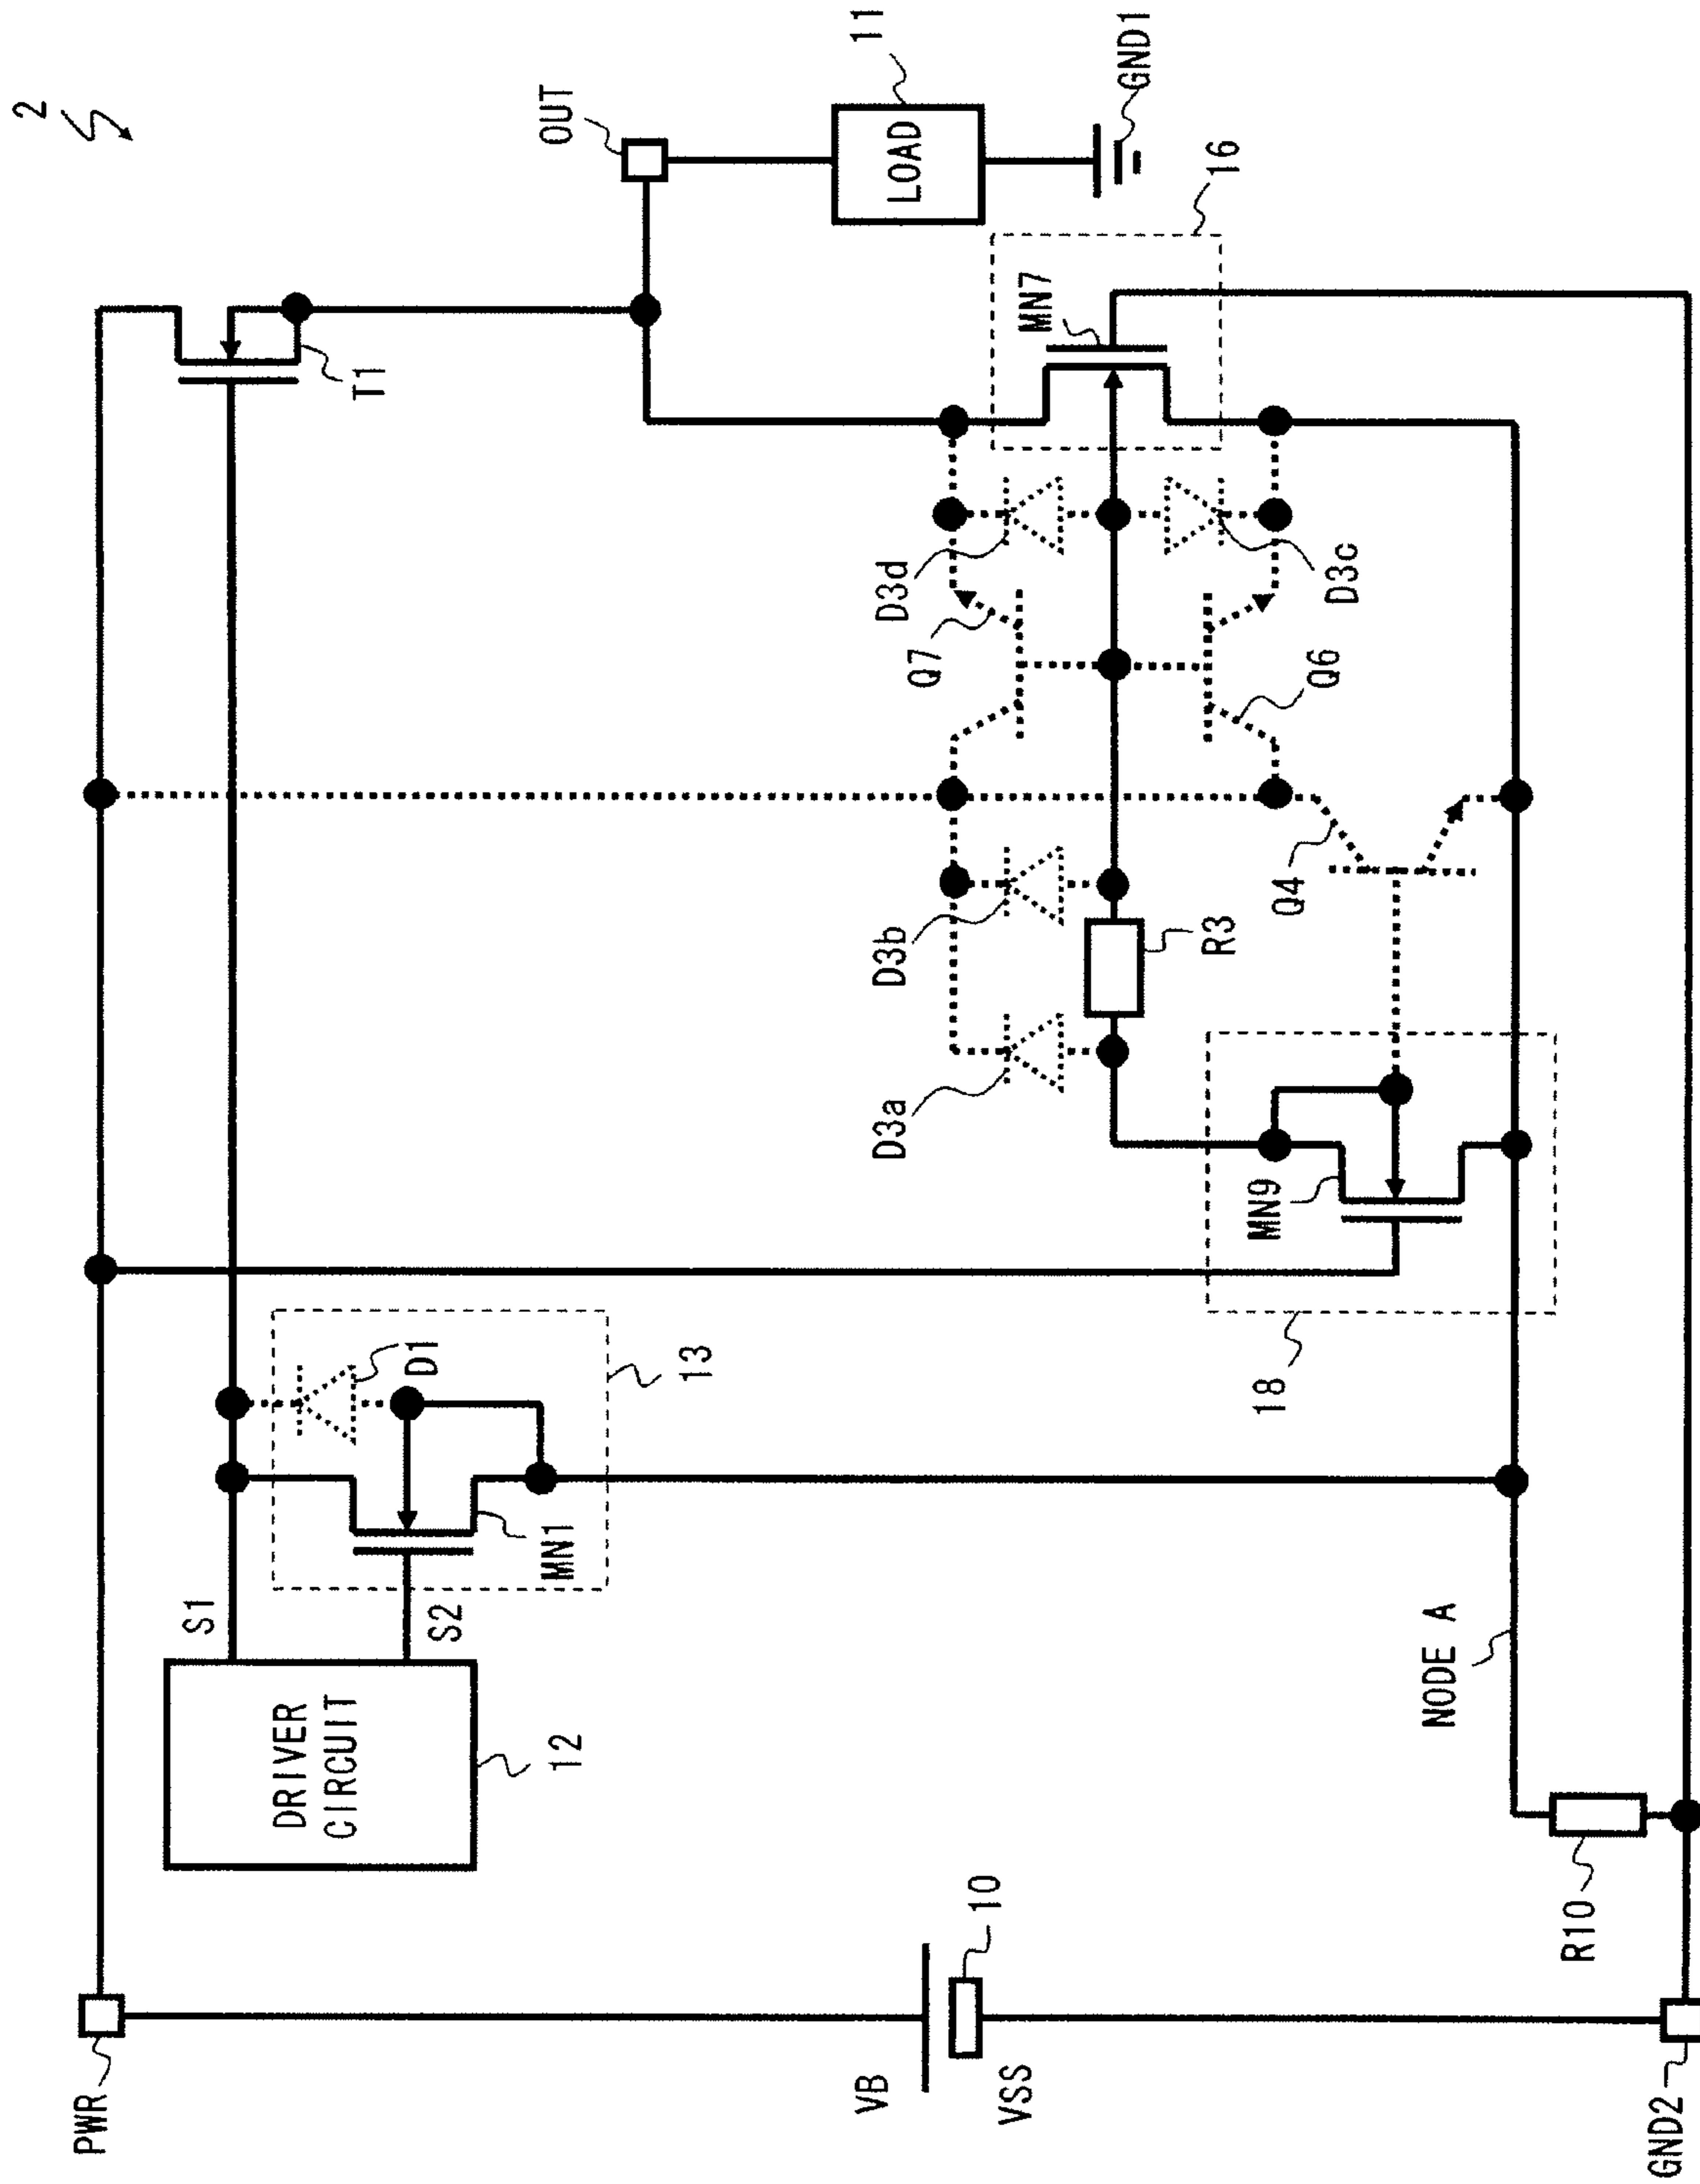 2
PWR
VB
VSS
10
GND2
DRIVER
CIRCUIT
12
S1
S2
MN1
D1
13
NODE A
R10
18
MN9
D3a
D3b
R3
Q4
Q7
Q6
D3d
D3c
MN7
16
T1
OUT
LOAD
11
GND1